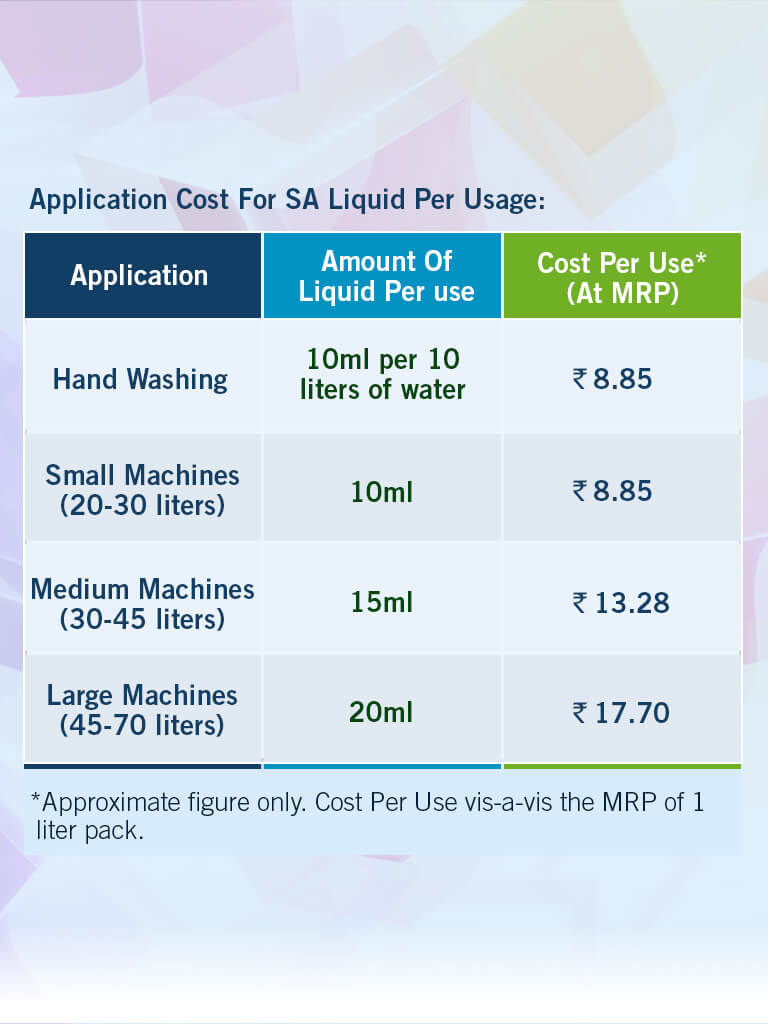 Application Cost For SA Liquid Per Usage:
Application
Amount Of
Liquid Per use
Cost Per Use*
(At MRP)
Hand Washing
10ml per 10
liters of water
₹ 8.85
Small Machines
(20-30 liters)
10ml
₹ 8.85
Medium Machines
(30-45 liters)
15ml
₹ 13.28
Large Machines
(45-70 liters)
20ml
₹ 17.70
*Approximate figure only. Cost Per Use vis-a-vis the MRP of 1
liter pack.